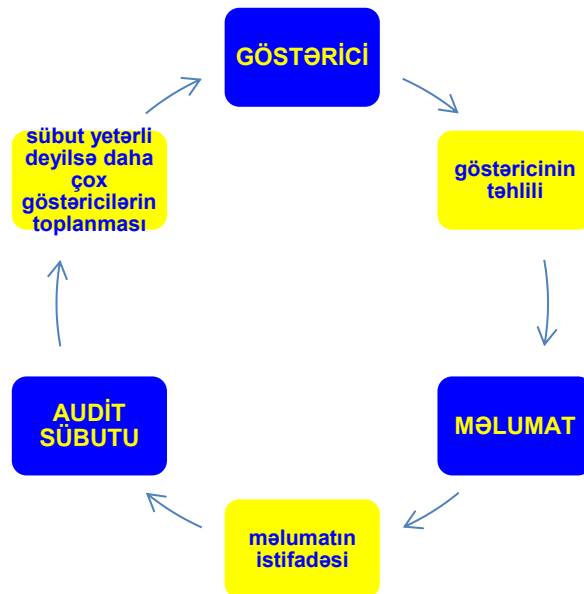 GÖSTƏRİCİ
göstəricinin
təhlili
MƏLUMAT
məlumatın
istifadəsi
AUDİT
SÜBUTU
sübut yetərli
deyilsə daha
çox
göstəricilərin
toplanması